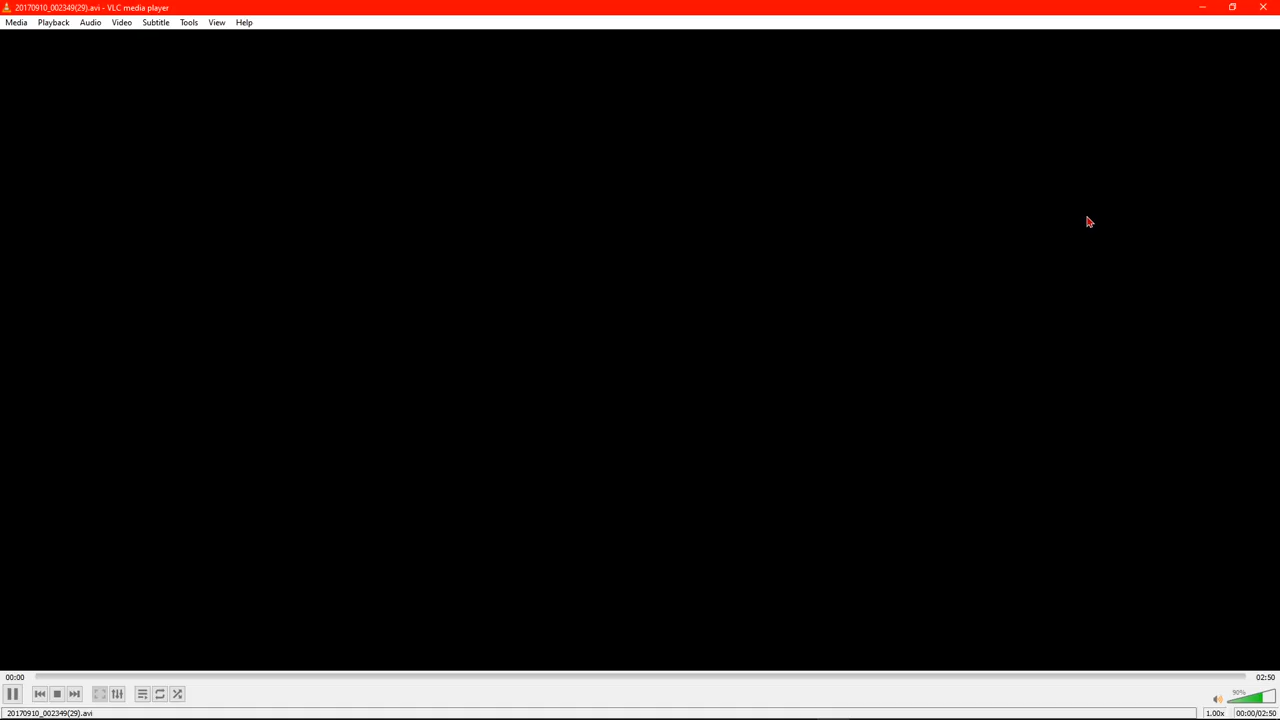 20170910_002349(29).avi - VLC media player
Media Playback Audio Video Subtitle Tools View Help
00:00 02:50
90%
20170910_002349(29).avi 1.00x 00:00/02:50